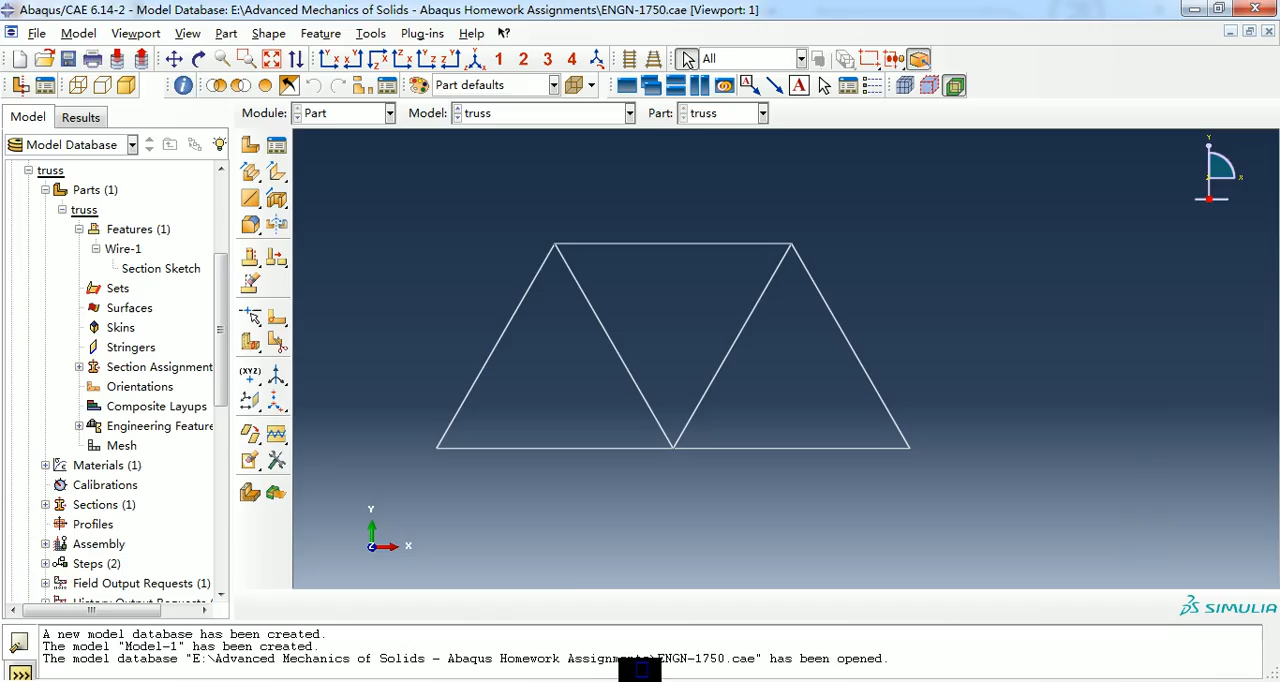 Abaqus/CAE 6.14-2 - Model Database: E:\Advanced Mechanics of Solids - Abaqus Homework Assignments\ENGN-1750.cae [Viewport: 1]
File Model Viewport View Part Shape Feature Tools Plug-ins Help
1 2 3 4 All
Part defaults A A
Model Results Module: Part Model: truss Part: truss
Model Database
truss
Parts (1)
truss
Features (1)
Wire-1
Section Sketch
Sets
Surfaces
Skins
Stringers
Section Assignment
Orientations
Composite Layups
Engineering Feature
Mesh
Materials (1)
Calibrations
Sections (1)
Profiles
Assembly
Steps (2)
Field Output Requests (1)
(XYZ)
Y
X
Y
X
Z
SIMULIA
A new model database has been created.
The model "Model-1" has been created.
The model database "E:\Advanced Mechanics of Solids - Abaqus Homework Assignments\ENGN-1750.cae" has been opened.
>>>